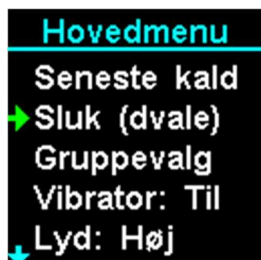 Hovedmenu
Seneste kald
Sluk (dvale)
Gruppevalg
Vibrator: Til
Lyd: Høj